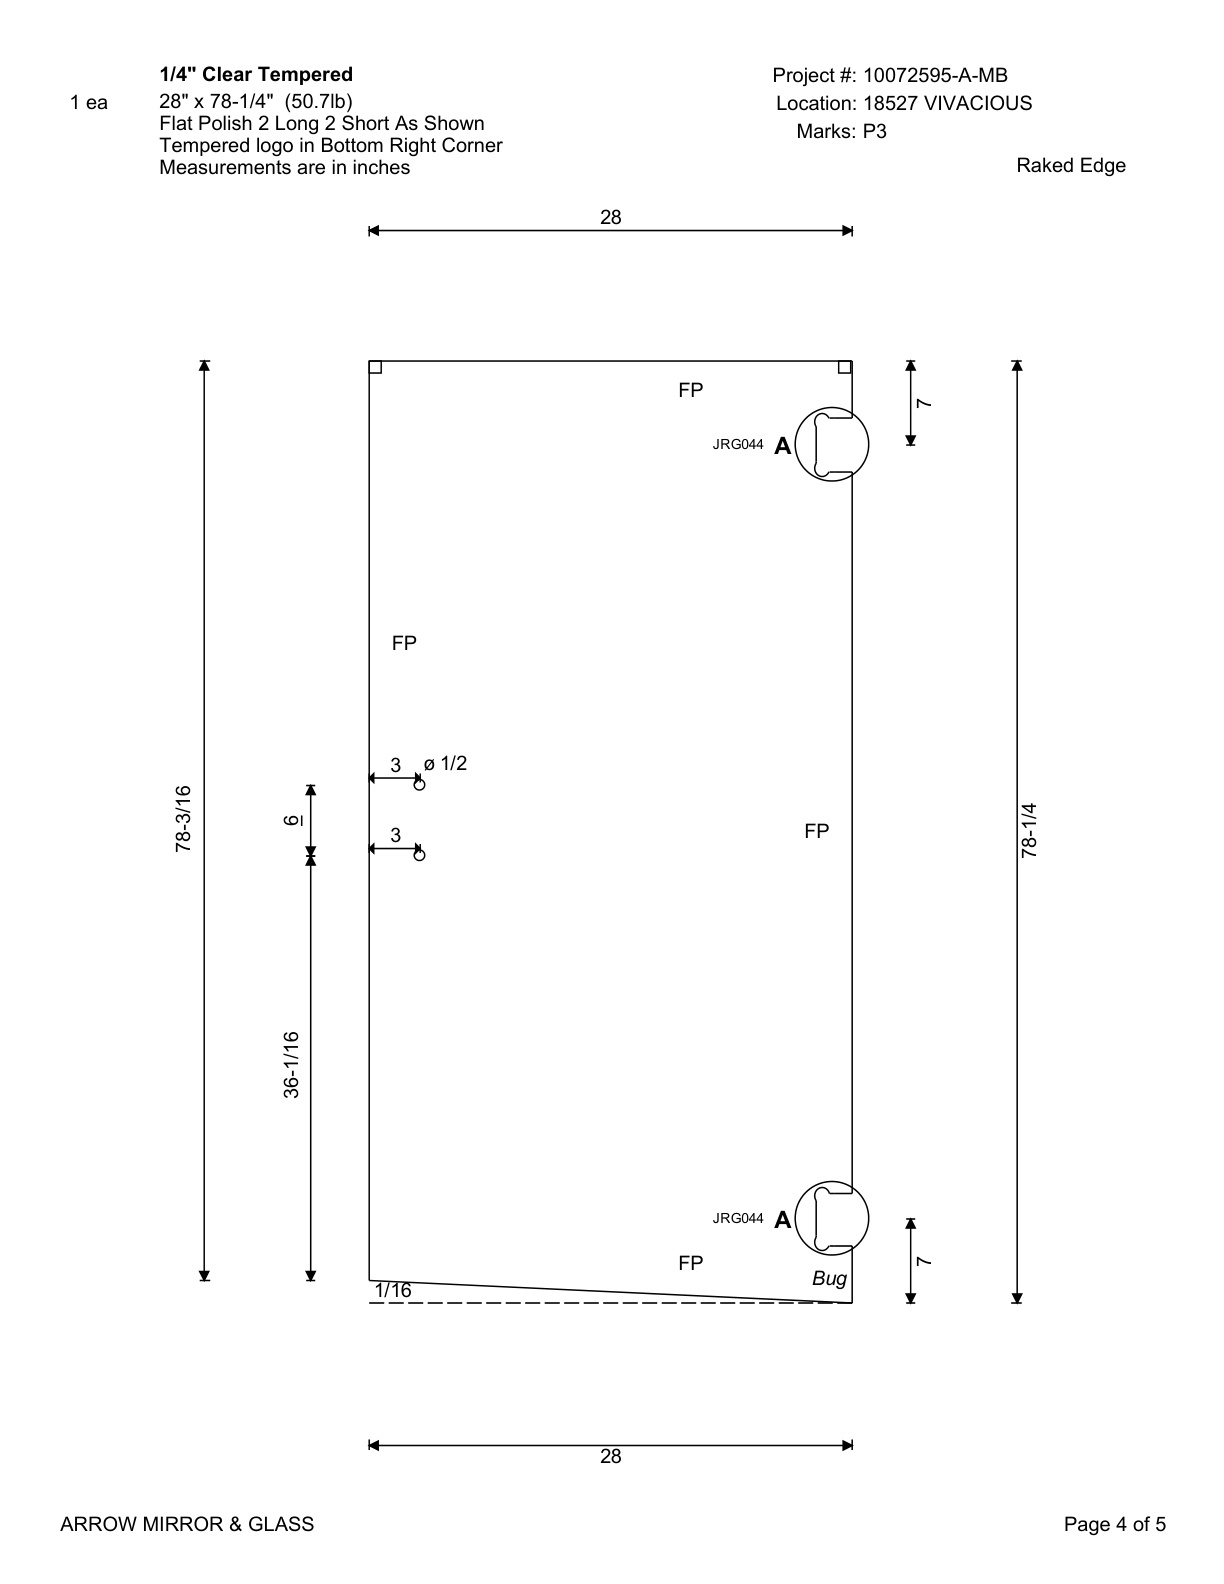 1/4" Clear Tempered
1 ea
28" x 78-1/4" (50.7lb)
Flat Polish 2 Long 2 Short As Shown
Tempered logo in Bottom Right Corner
Measurements are in inches
Project #: 10072595-A-MB
Location: 18527 VIVACIOUS
Marks: P3
Raked Edge
28
FP
7
JRG044 A
FP
3
ø 1/2
6
3
78-3/16
FP
78-1/4
36-1/16
JRG044 A
FP
7
Bug
1/16
28
ARROW MIRROR & GLASS
Page 4 of 5